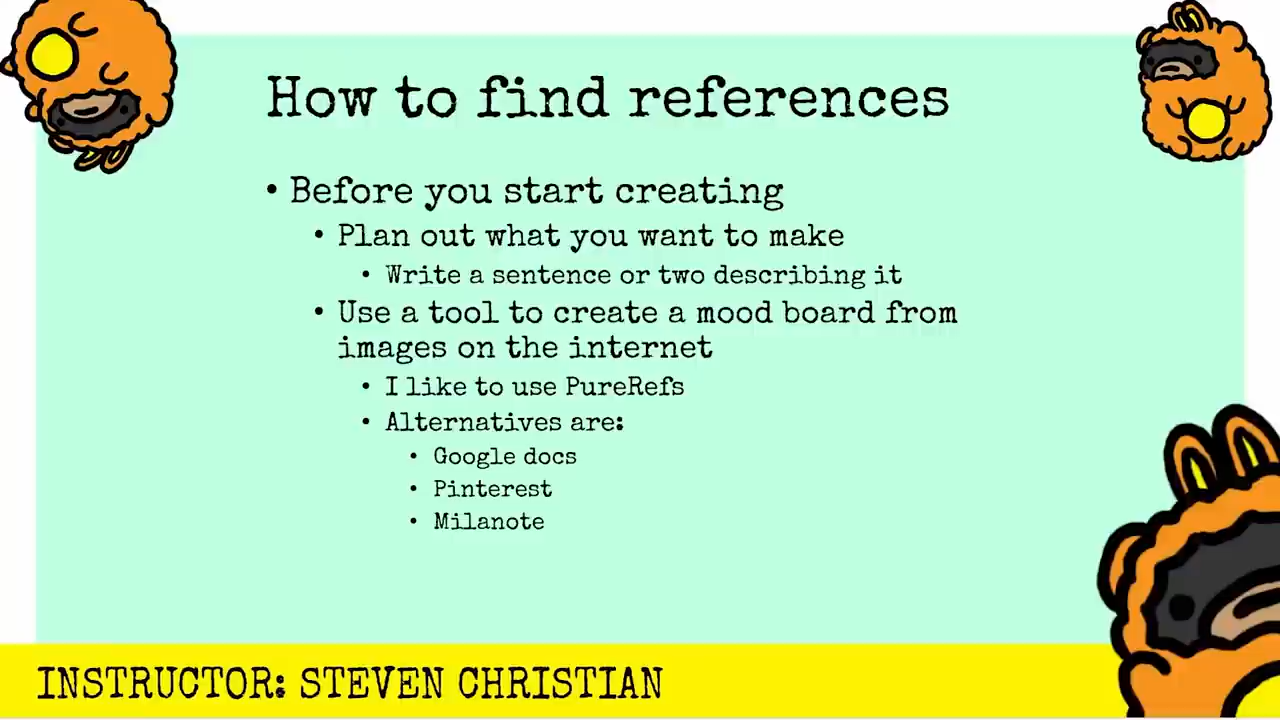 How to find references
• Before you start creating
• Plan out what you want to make
• Write a sentence or two describing it
• Use a tool to create a mood board from
images on the internet
• I like to use PureRefs
• Alternatives are:
• Google docs
• Pinterest
• Milanote
INSTRUCTOR: STEVEN CHRISTIAN